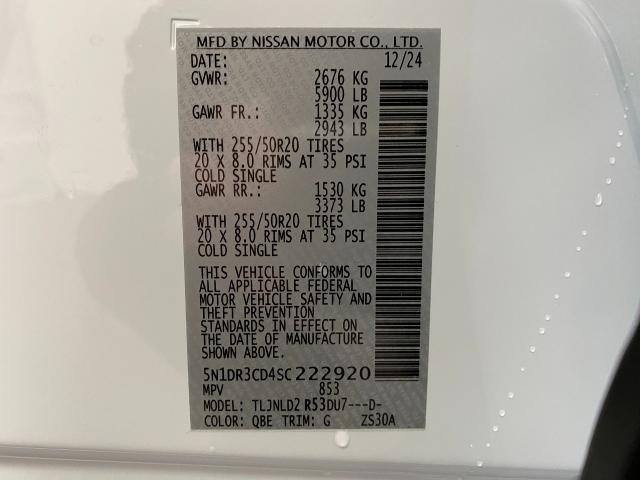 MFD BY NISSAN MOTOR CO., LTD.
DATE: 12/24
GVWR: 2676 KG
5900 LB
GAWR FR.: 1335 KG
2943 LB
WITH 255/50R20 TIRES
20 X 8.0 RIMS AT 35 PSI
COLD SINGLE
GAWR RR.: 1530 KG
3373 LB
WITH 255/50R20 TIRES
20 X 8.0 RIMS AT 35 PSI
COLD SINGLE
THIS VEHICLE CONFORMS TO
ALL APPLICABLE FEDERAL
MOTOR VEHICLE SAFETY AND
THEFT PREVENTION
STANDARDS IN EFFECT ON
THE DATE OF MANUFACTURE
SHOWN ABOVE.
5N1DR3CD4SC222920
MPV 853
MODEL: TLJNLD2 R53DU7---D-
COLOR: QBE TRIM: G ZS30A